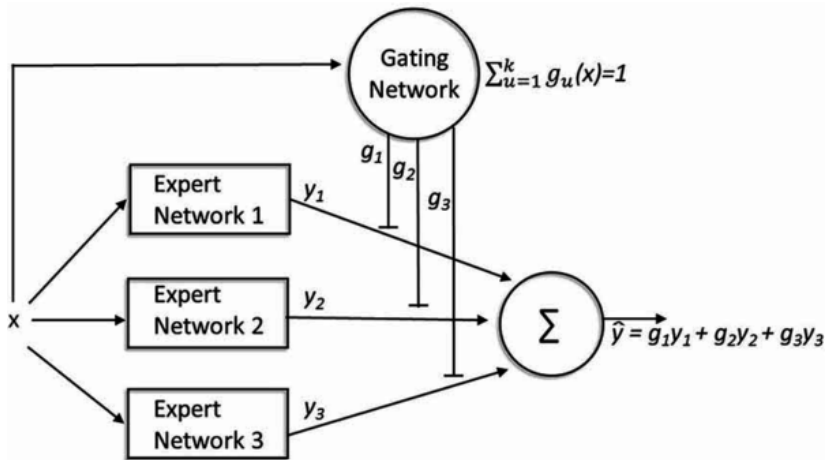 Gating
Network
∑ᵏᵤ₌₁ gᵤ(x)=1
g₁
g₂
g₃
Expert
Network 1
y₁
x
Expert
Network 2
y₂
∑
ŷ = g₁y₁ + g₂y₂ + g₃y₃
Expert
Network 3
y₃